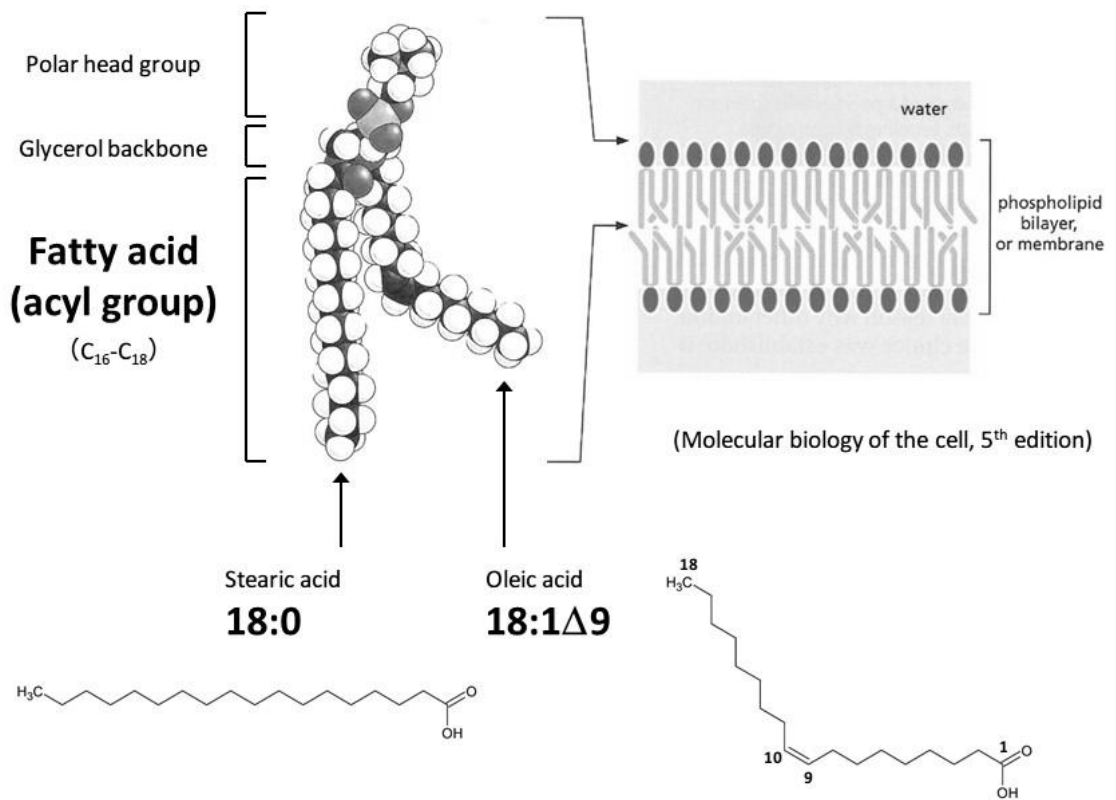 Polar head group
Glycerol backbone
Fatty acid
(acyl group)
(C₁₆-C₁₈)
water
phospholipid
bilayer,
or membrane
(Molecular biology of the cell, 5ᵗʰ edition)
Stearic acid
18:0
Oleic acid
18:1Δ9
H₃C
O
OH
18
H₃C
10
9
1
O
OH